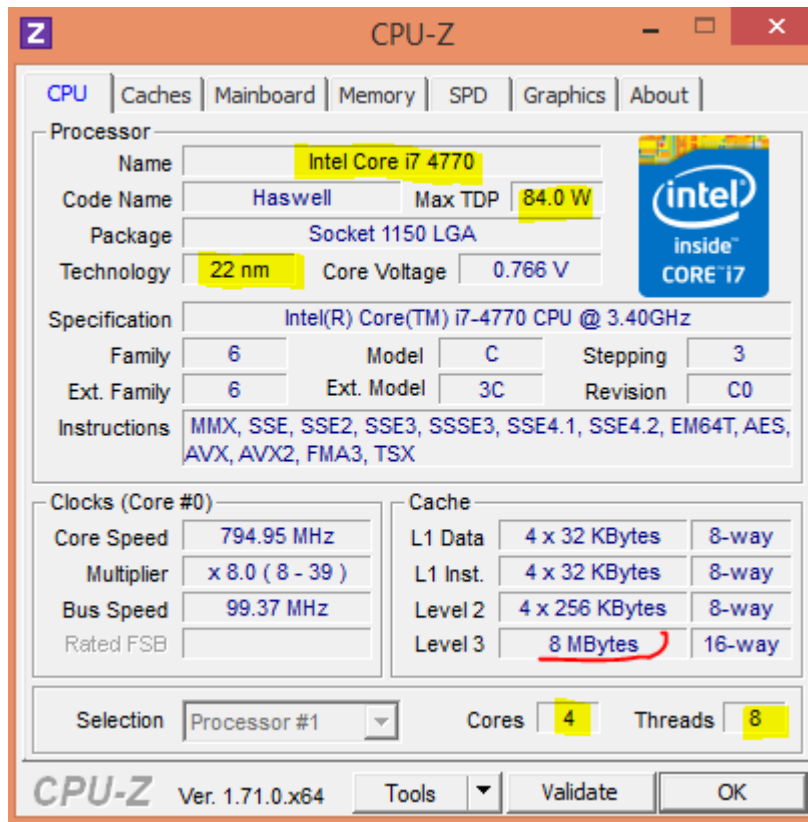 Z CPU-Z
CPU Caches Mainboard Memory SPD Graphics About
Processor
Name Intel Core i7 4770
Code Name Haswell Max TDP 84.0 W
Package Socket 1150 LGA
Technology 22 nm Core Voltage 0.766 V
(intel)
inside™
CORE™i7
Specification Intel(R) Core(TM) i7-4770 CPU @ 3.40GHz
Family 6 Model C Stepping 3
Ext. Family 6 Ext. Model 3C Revision C0
Instructions MMX, SSE, SSE2, SSE3, SSSE3, SSE4.1, SSE4.2, EM64T, AES,
AVX, AVX2, FMA3, TSX
Clocks (Core #0)
Core Speed 794.95 MHz
Multiplier x 8.0 ( 8 - 39 )
Bus Speed 99.37 MHz
Rated FSB
Cache
L1 Data 4 x 32 KBytes 8-way
L1 Inst. 4 x 32 KBytes 8-way
Level 2 4 x 256 KBytes 8-way
Level 3 8 MBytes 16-way
Selection Processor #1 Cores 4 Threads 8
CPU-Z Ver. 1.71.0.x64 Tools Validate OK